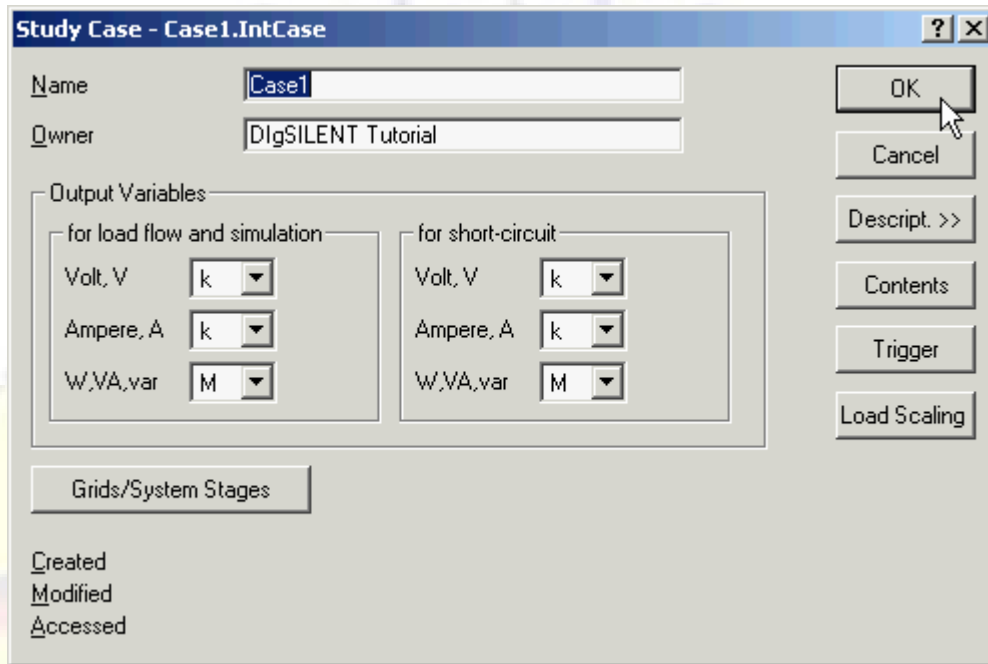 Study Case - Case1.IntCase
Name Case1
Owner DIgSILENT Tutorial
Output Variables
for load flow and simulation
Volt, V k
Ampere, A k
W,VA,var M
for short-circuit
Volt, V k
Ampere, A k
W,VA,var M
Grids/System Stages
Created
Modified
Accessed
OK
Cancel
Descript. >>
Contents
Trigger
Load Scaling